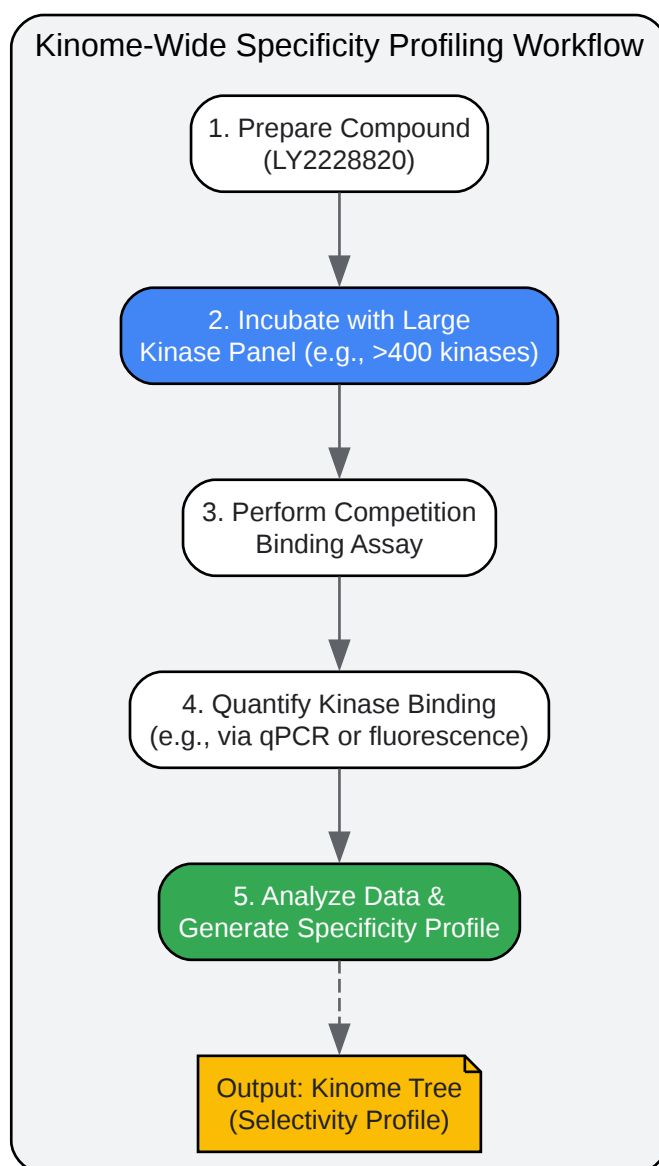 Kinome-Wide Specificity Profiling Workflow
1. Prepare Compound
(LY2228820)
2. Incubate with Large
Kinase Panel (e.g., >400 kinases)
3. Perform Competition
Binding Assay
4. Quantify Kinase Binding
(e.g., via qPCR or fluorescence)
5. Analyze Data &
Generate Specificity Profile
Output: Kinome Tree
(Selectivity Profile)